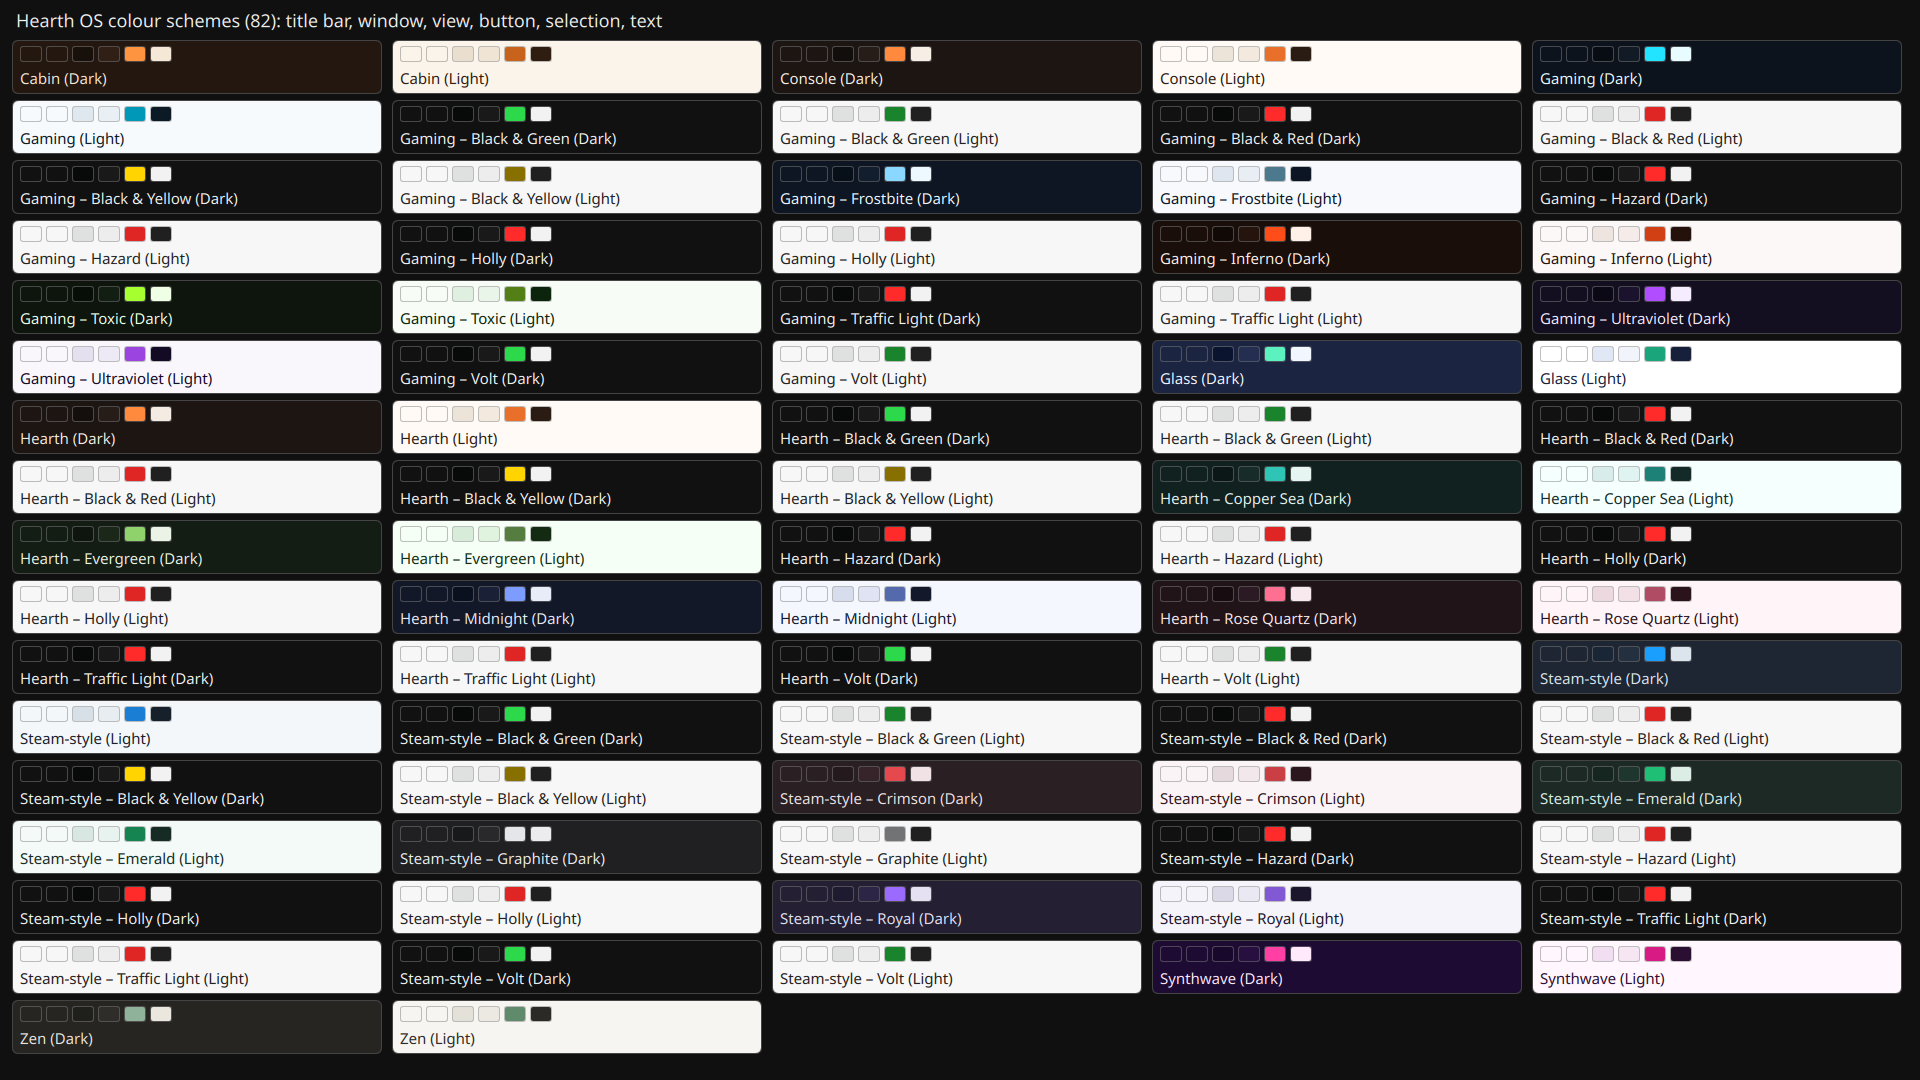 Hearth OS colour schemes (82): title bar, window, view, button, selection, text
Cabin (Dark)
Cabin (Light)
Console (Dark)
Console (Light)
Gaming (Dark)
Gaming (Light)
Gaming – Black & Green (Dark)
Gaming – Black & Green (Light)
Gaming – Black & Red (Dark)
Gaming – Black & Red (Light)
Gaming – Black & Yellow (Dark)
Gaming – Black & Yellow (Light)
Gaming – Frostbite (Dark)
Gaming – Frostbite (Light)
Gaming – Hazard (Dark)
Gaming – Hazard (Light)
Gaming – Holly (Dark)
Gaming – Holly (Light)
Gaming – Inferno (Dark)
Gaming – Inferno (Light)
Gaming – Toxic (Dark)
Gaming – Toxic (Light)
Gaming – Traffic Light (Dark)
Gaming – Traffic Light (Light)
Gaming – Ultraviolet (Dark)
Gaming – Ultraviolet (Light)
Gaming – Volt (Dark)
Gaming – Volt (Light)
Glass (Dark)
Glass (Light)
Hearth (Dark)
Hearth (Light)
Hearth – Black & Green (Dark)
Hearth – Black & Green (Light)
Hearth – Black & Red (Dark)
Hearth – Black & Red (Light)
Hearth – Black & Yellow (Dark)
Hearth – Black & Yellow (Light)
Hearth – Copper Sea (Dark)
Hearth – Copper Sea (Light)
Hearth – Evergreen (Dark)
Hearth – Evergreen (Light)
Hearth – Hazard (Dark)
Hearth – Hazard (Light)
Hearth – Holly (Dark)
Hearth – Holly (Light)
Hearth – Midnight (Dark)
Hearth – Midnight (Light)
Hearth – Rose Quartz (Dark)
Hearth – Rose Quartz (Light)
Hearth – Traffic Light (Dark)
Hearth – Traffic Light (Light)
Hearth – Volt (Dark)
Hearth – Volt (Light)
Steam-style (Dark)
Steam-style (Light)
Steam-style – Black & Green (Dark)
Steam-style – Black & Green (Light)
Steam-style – Black & Red (Dark)
Steam-style – Black & Red (Light)
Steam-style – Black & Yellow (Dark)
Steam-style – Black & Yellow (Light)
Steam-style – Crimson (Dark)
Steam-style – Crimson (Light)
Steam-style – Emerald (Dark)
Steam-style – Emerald (Light)
Steam-style – Graphite (Dark)
Steam-style – Graphite (Light)
Steam-style – Hazard (Dark)
Steam-style – Hazard (Light)
Steam-style – Holly (Dark)
Steam-style – Holly (Light)
Steam-style – Royal (Dark)
Steam-style – Royal (Light)
Steam-style – Traffic Light (Dark)
Steam-style – Traffic Light (Light)
Steam-style – Volt (Dark)
Steam-style – Volt (Light)
Synthwave (Dark)
Synthwave (Light)
Zen (Dark)
Zen (Light)